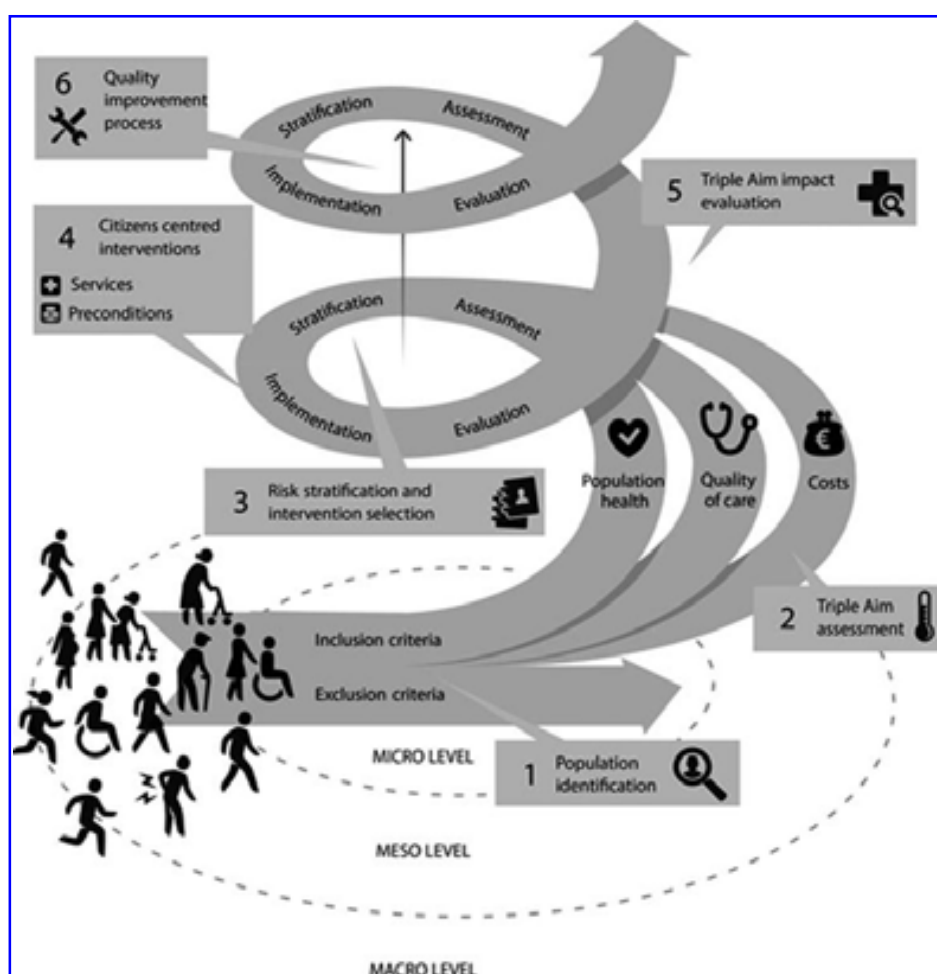 6 Quality
improvement
process
Stratification
Assessment
Implementation
Evaluation
5 Triple Aim impact
evaluation
4 Citizens centred
interventions
Services
Preconditions
Stratification
Assessment
Implementation
Evaluation
Population
health
Quality
of care
Costs
3 Risk stratification and
intervention selection
2 Triple Aim
assessment
Inclusion criteria
Exclusion criteria
1 Population
identification
MICRO LEVEL
MESO LEVEL
MACRO LEVEL